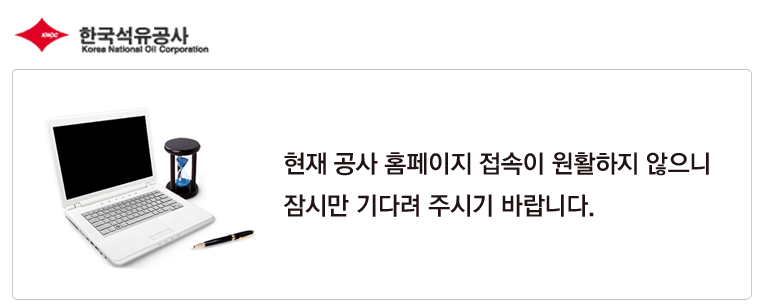 KNOC
한국석유공사
Korea National Oil Corporation
현재 공사 홈페이지 접속이 원활하지 않으니
잠시만 기다려 주시기 바랍니다.